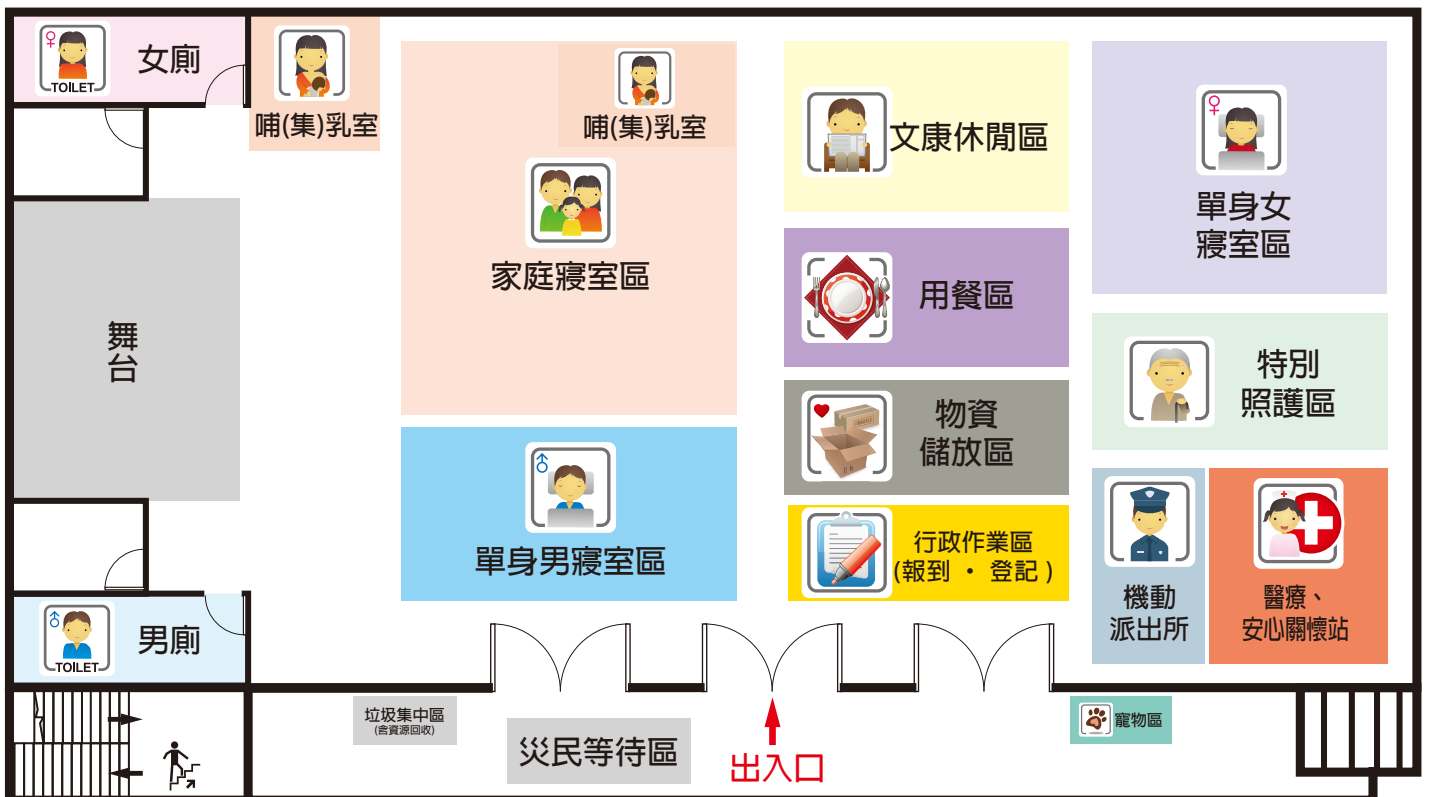 TOILET
女廁
哺(集)乳室
哺(集)乳室
家庭寢室區
文康休閒區
單身女
寢室區
用餐區
舞
台
特別
照護區
物資
儲放區
單身男寢室區
行政作業區
(報到 ・ 登記)
機動
派出所
醫療、
安心關懷站
TOILET
男廁
垃圾集中區
(含資源回收)
災民等待區
出入口
寵物區